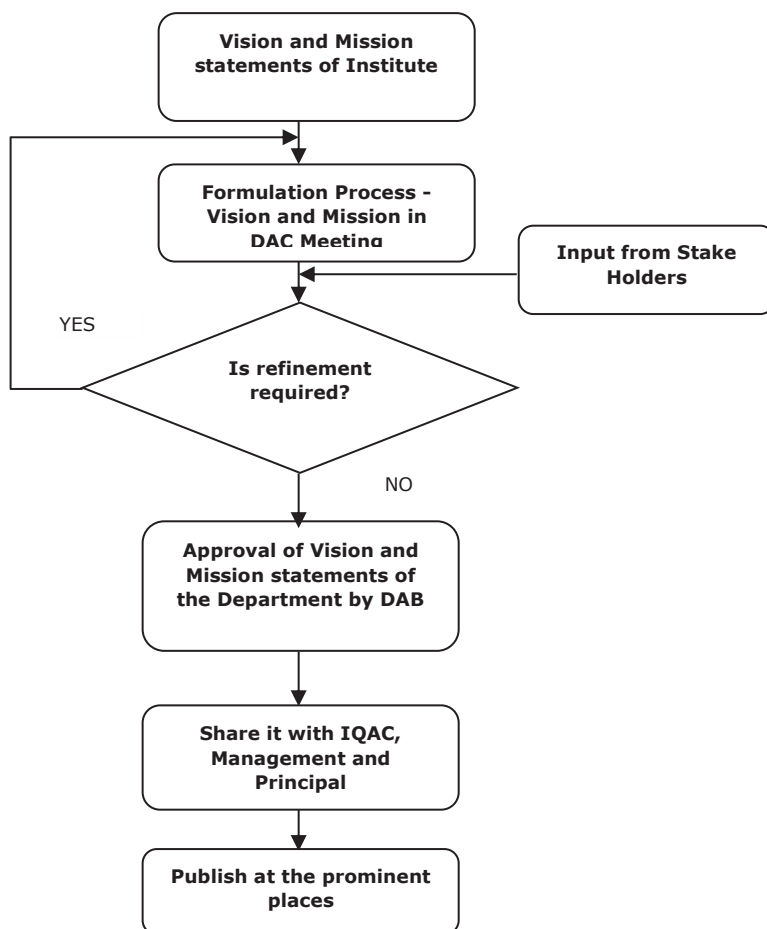 Vision and Mission
statements of Institute
Formulation Process -
Vision and Mission in
DAC Meeting
Input from Stake
Holders
YES
Is refinement
required?
NO
Approval of Vision and
Mission statements of
the Department by DAB
Share it with IQAC,
Management and
Principal
Publish at the prominent
places